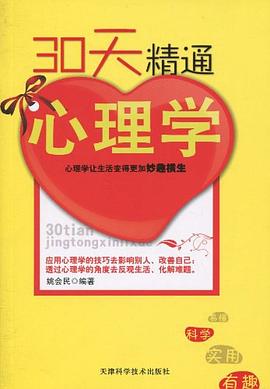 30天精通
心理学
心理学让生活变得更加妙趣横生
30tian
jingtongxinlixue
应用心理学的技巧去影响别人、改善自己；
透过心理学的角度去反观生活、化解难题。
姚会民◎编著
科学
实用
有趣
天津科学技术出版社